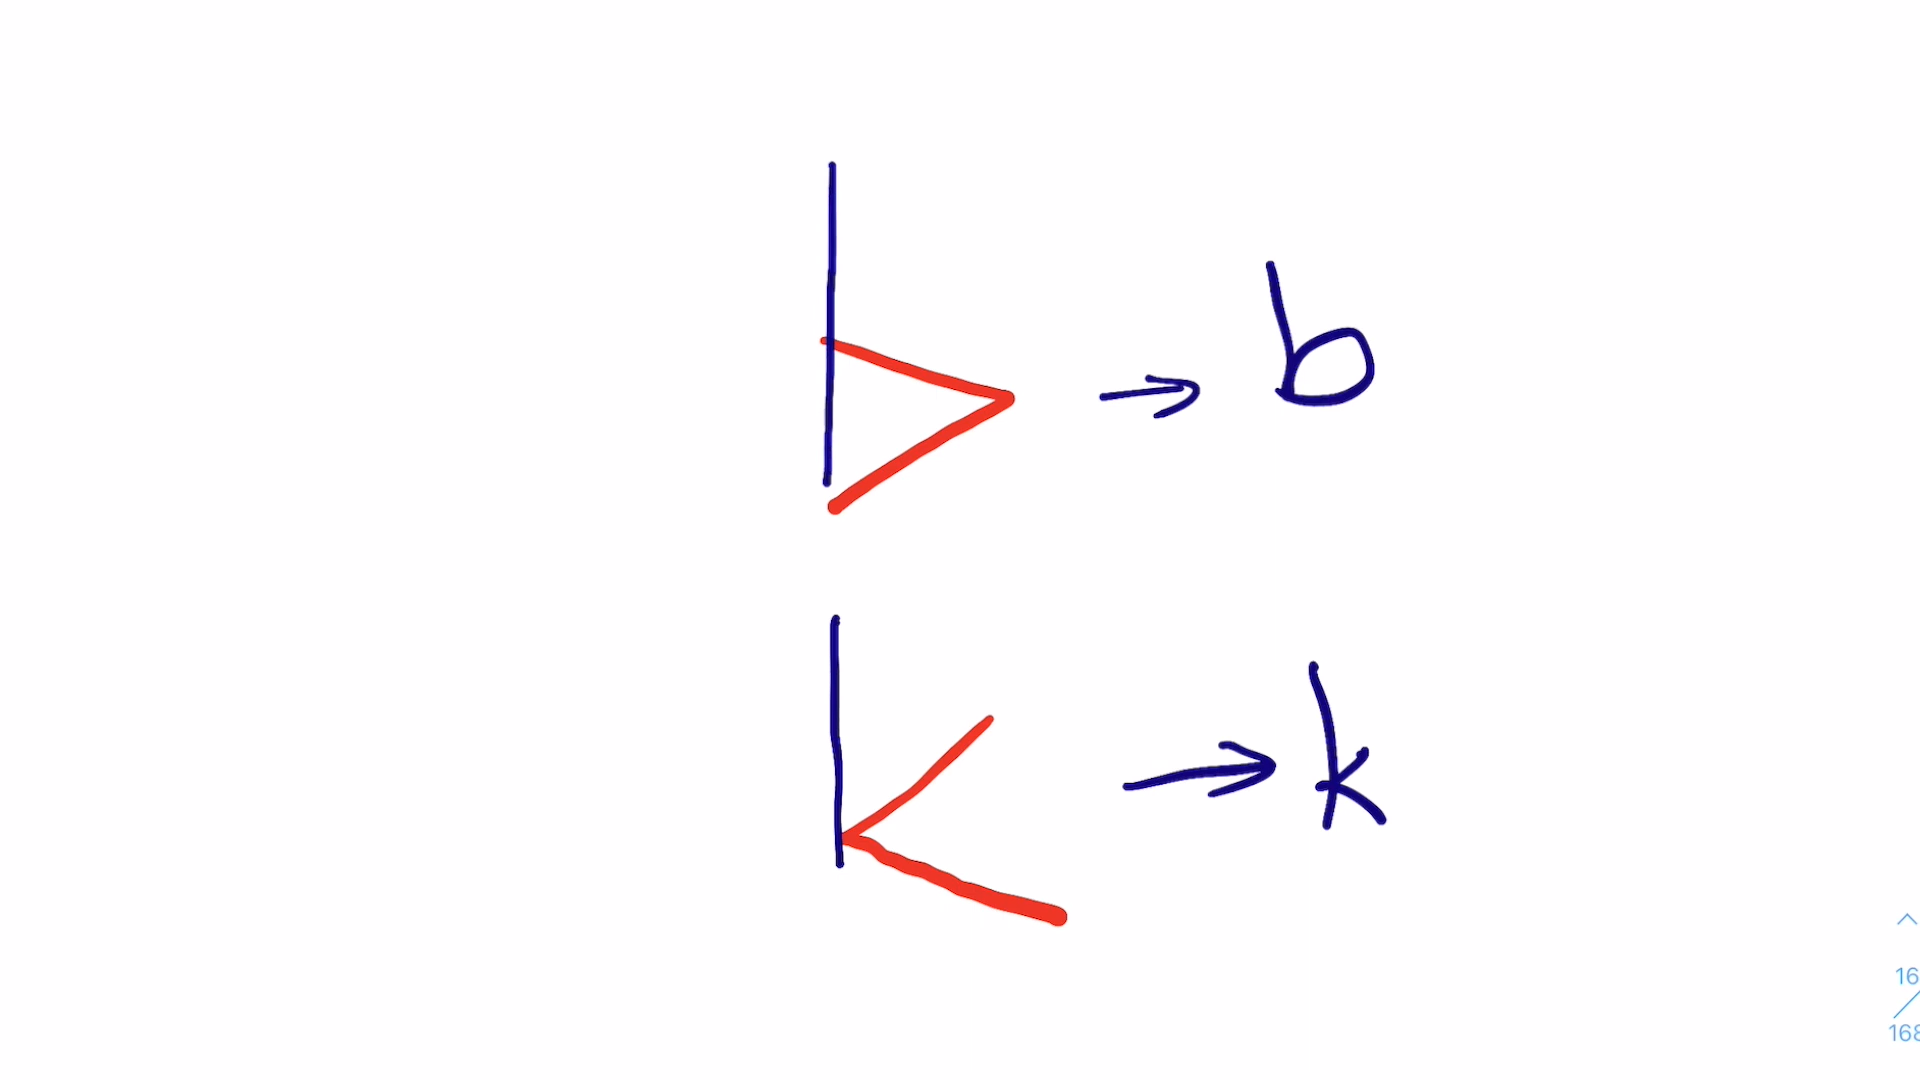 b → b
k → k
16
168